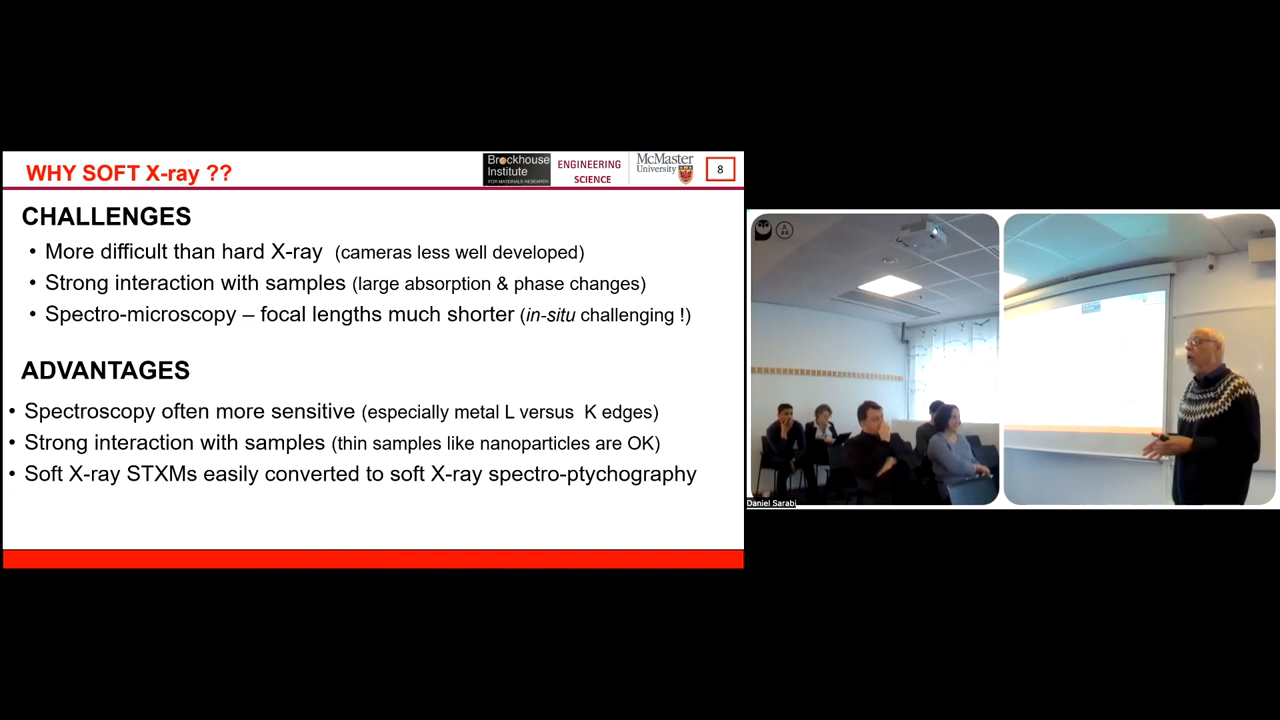 WHY SOFT X-ray ??
Brockhouse
Institute
FOR MATERIALS RESEARCH
ENGINEERING
SCIENCE
McMaster
University
8
CHALLENGES
• More difficult than hard X-ray (cameras less well developed)
• Strong interaction with samples (large absorption & phase changes)
• Spectro-microscopy – focal lengths much shorter (in-situ challenging !)
ADVANTAGES
• Spectroscopy often more sensitive (especially metal L versus K edges)
• Strong interaction with samples (thin samples like nanoparticles are OK)
• Soft X-ray STXMs easily converted to soft X-ray spectro-ptychography
Daniel Sarabi